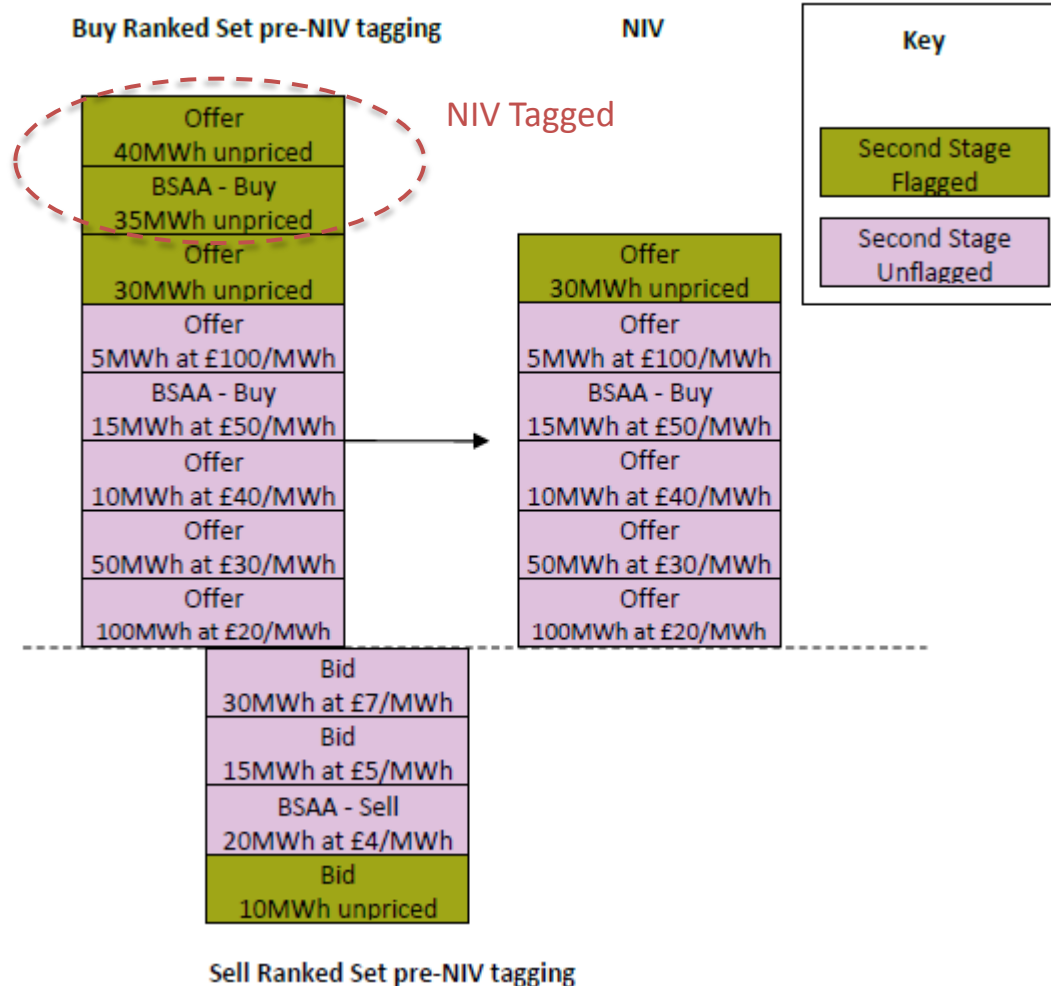 Buy Ranked Set pre-NIV tagging
Offer
40MWh unpriced
BSAA - Buy
35MWh unpriced
Offer
30MWh unpriced
Offer
5MWh at £100/MWh
BSAA - Buy
15MWh at £50/MWh
Offer
10MWh at £40/MWh
Offer
50MWh at £30/MWh
Offer
100MWh at £20/MWh
NIV Tagged
NIV
Offer
30MWh unpriced
Offer
5MWh at £100/MWh
BSAA - Buy
15MWh at £50/MWh
Offer
10MWh at £40/MWh
Offer
50MWh at £30/MWh
Offer
100MWh at £20/MWh
Key
Second Stage
Flagged
Second Stage
Unflagged
Bid
30MWh at £7/MWh
Bid
15MWh at £5/MWh
BSAA - Sell
20MWh at £4/MWh
Bid
10MWh unpriced
Sell Ranked Set pre-NIV tagging